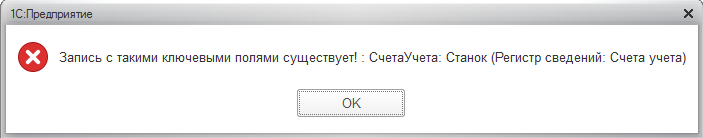 1С:Предприятие
Запись с такими ключевыми полями существует! : СчетаУчета: Станок (Регистр сведений: Счета учета)
OK